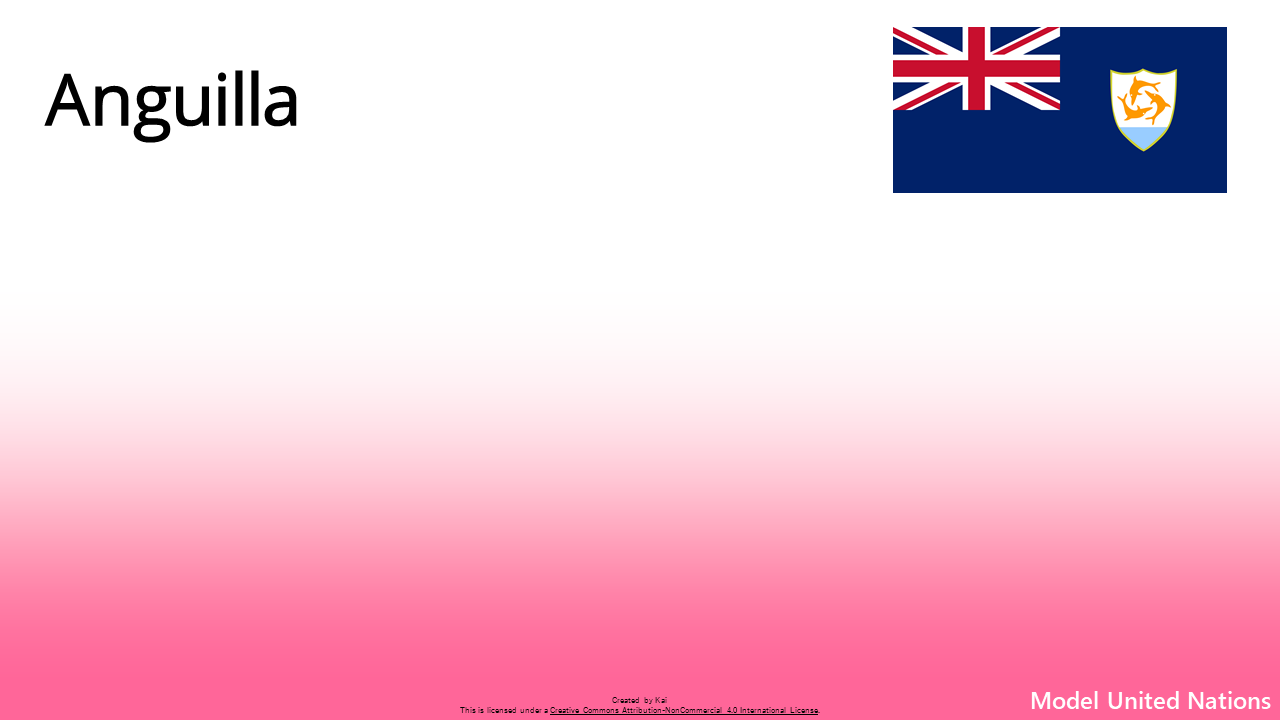 Anguilla
Created by Kai
This is licensed under a Creative Commons Attribution-NonCommercial 4.0 International License.
Model United Nations